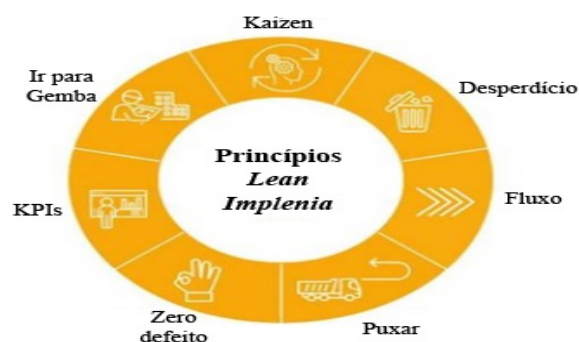 Kaizen
Desperdício
Fluxo
Puxar
Zero
defeito
KPIs
Ir para
Gemba
Princípios
Lean
Implenia